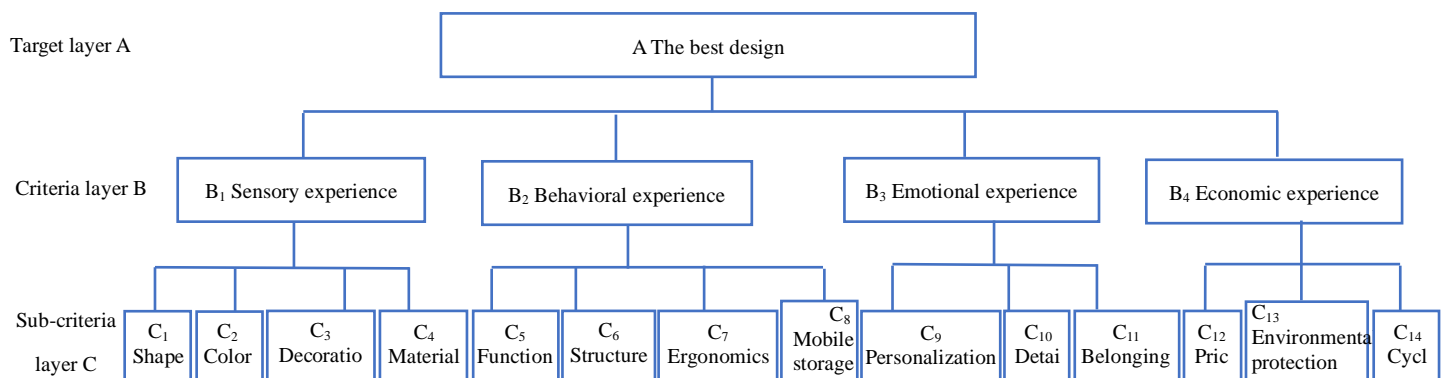 Target layer A
A The best design
Criteria layer B
B₁ Sensory experience
B₂ Behavioral experience
B₃ Emotional experience
B₄ Economic experience
Sub-criteria
layer C
C₁
Shape
C₂
Color
C₃
Decoratio
C₄
Material
C₅
Function
C₆
Structure
C₇
Ergonomics
C₈
Mobile
storage
C₉
Personalization
C₁₀
Detai
C₁₁
Belonging
C₁₂
Pric
C₁₃
Environmenta
protection
C₁₄
Cycl